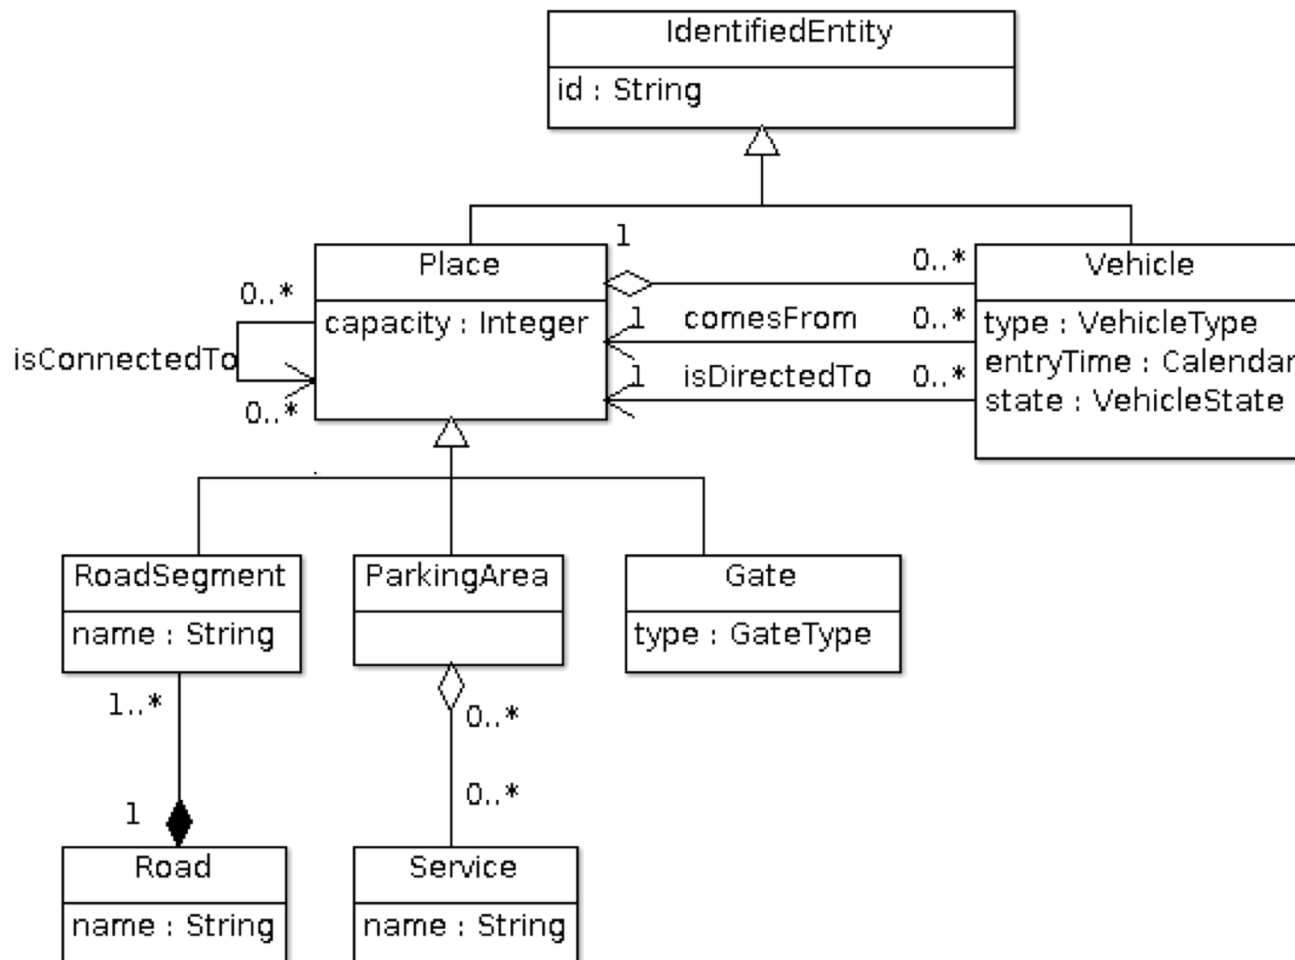 IdentifiedEntity
id : String
1
Place
0..*
Vehicle
0..*
capacity : Integer
1
comesFrom
0..*
type : VehicleType
isConnectedTo
entryTime : Calendar
1
isDirectedTo
0..*
state : VehicleState
0..*
RoadSegment
ParkingArea
Gate
name : String
type : GateType
1..*
0..*
0..*
1
Road
Service
name : String
name : String